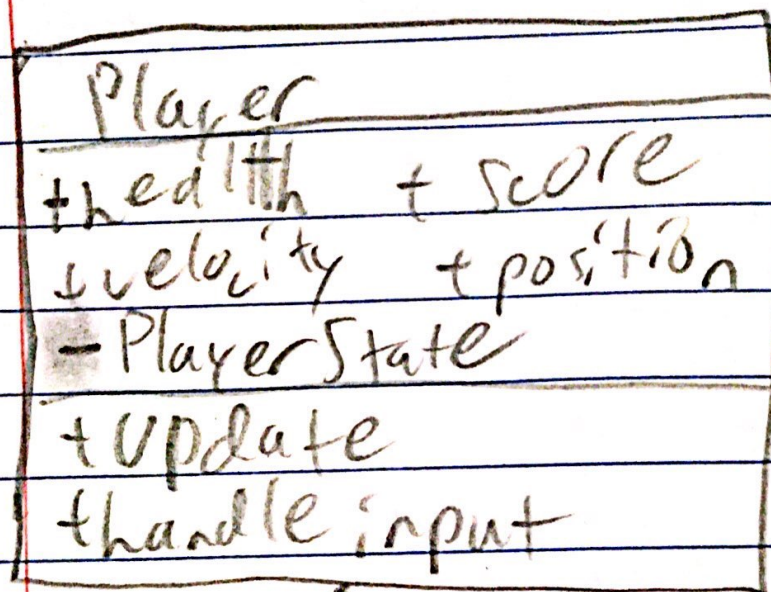 Player
+health +score
+velocity +position
-PlayerState
+update
+handle input